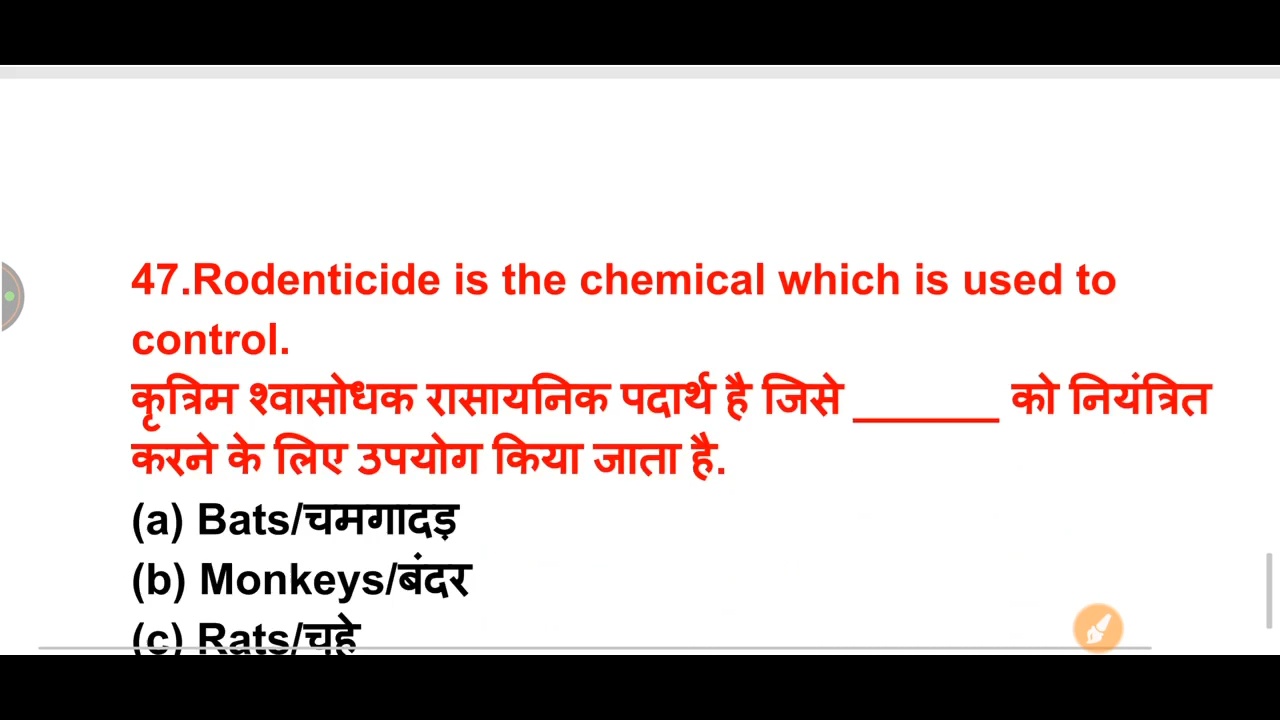 47.Rodenticide is the chemical which is used to
control.
कृत्रिम श्वासोधक रासायनिक पदार्थ है जिसे ______ को नियंत्रित
करने के लिए उपयोग किया जाता है.
(a) Bats/चमगादड़
(b) Monkeys/बंदर
(c) Rats/चूहे